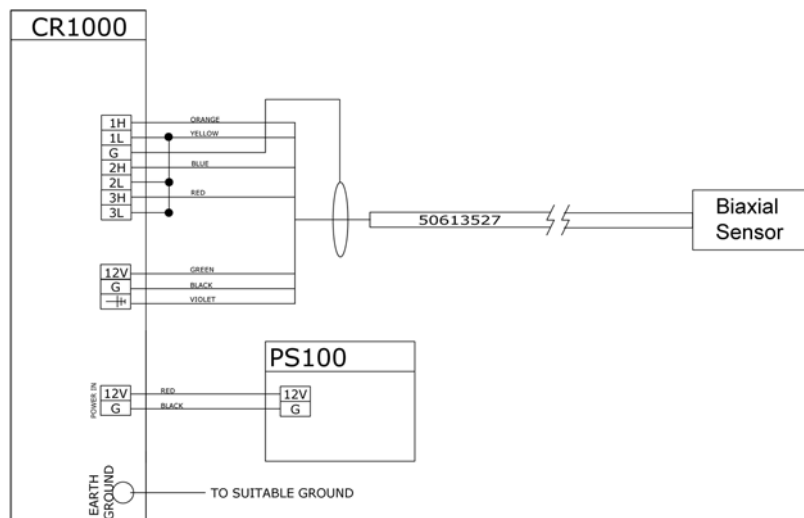 CR1000
1H ORANGE
1L YELLOW
G
2H BLUE
2L
3H RED
3L
50613527
Biaxial
Sensor
12V GREEN
G BLACK
VIOLET
PS100
POWER IN
12V RED 12V
G BLACK G
EARTH
GROUND
TO SUITABLE GROUND